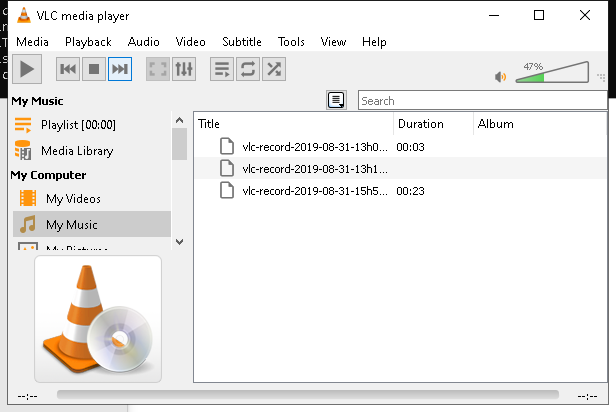 VLC media player
Media Playback Audio Video Subtitle Tools View Help
47%
My Music
Search
Playlist [00:00]
Media Library
My Computer
My Videos
My Music
My Pictures
Title Duration Album
vlc-record-2019-08-31-13h0... 00:03
vlc-record-2019-08-31-13h1...
vlc-record-2019-08-31-15h5... 00:23
--:-- --:--